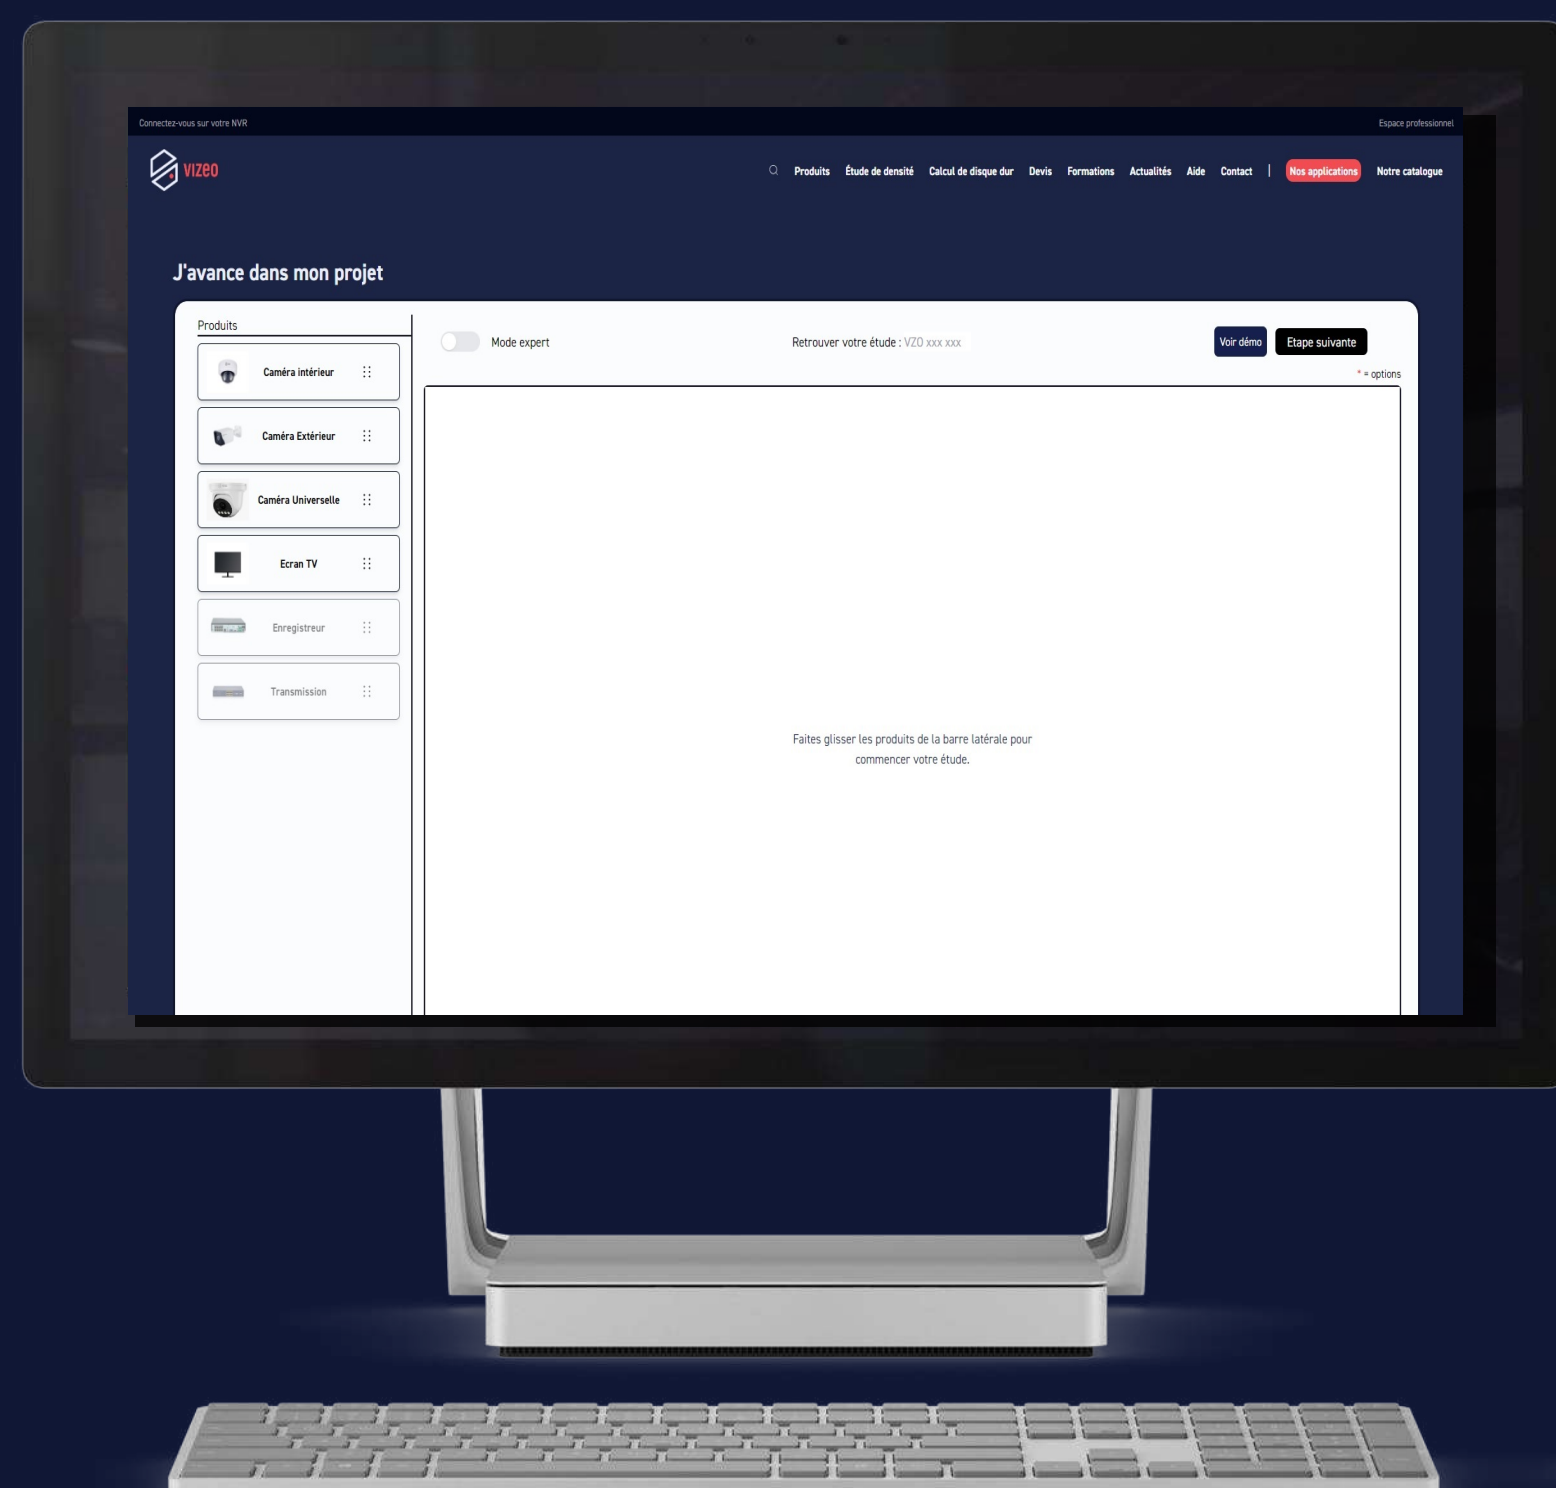 Connectez-vous sur votre NVR
Espace professionnel
VIZEO
Produits Étude de densité Calcul de disque dur Devis Formations Actualités Aide Contact | Nos applications Notre catalogue
J'avance dans mon projet
Produits
Mode expert
Retrouver votre étude : VZO xxx xxx
Voir démo
Etape suivante
* = options
Caméra intérieur
Caméra Extérieur
Caméra Universelle
Ecran TV
Enregistreur
Transmission
Faites glisser les produits de la barre latérale pour
commencer votre étude.